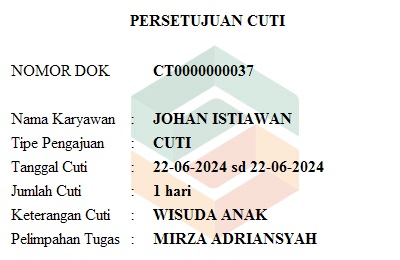 PERSETUJUAN CUTI
NOMOR DOK CT0000000037
Nama Karyawan : JOHAN ISTIAWAN
Tipe Pengajuan : CUTI
Tanggal Cuti : 22-06-2024 sd 22-06-2024
Jumlah Cuti : 1 hari
Keterangan Cuti : WISUDA ANAK
Pelimpahan Tugas : MIRZA ADRIANSYAH